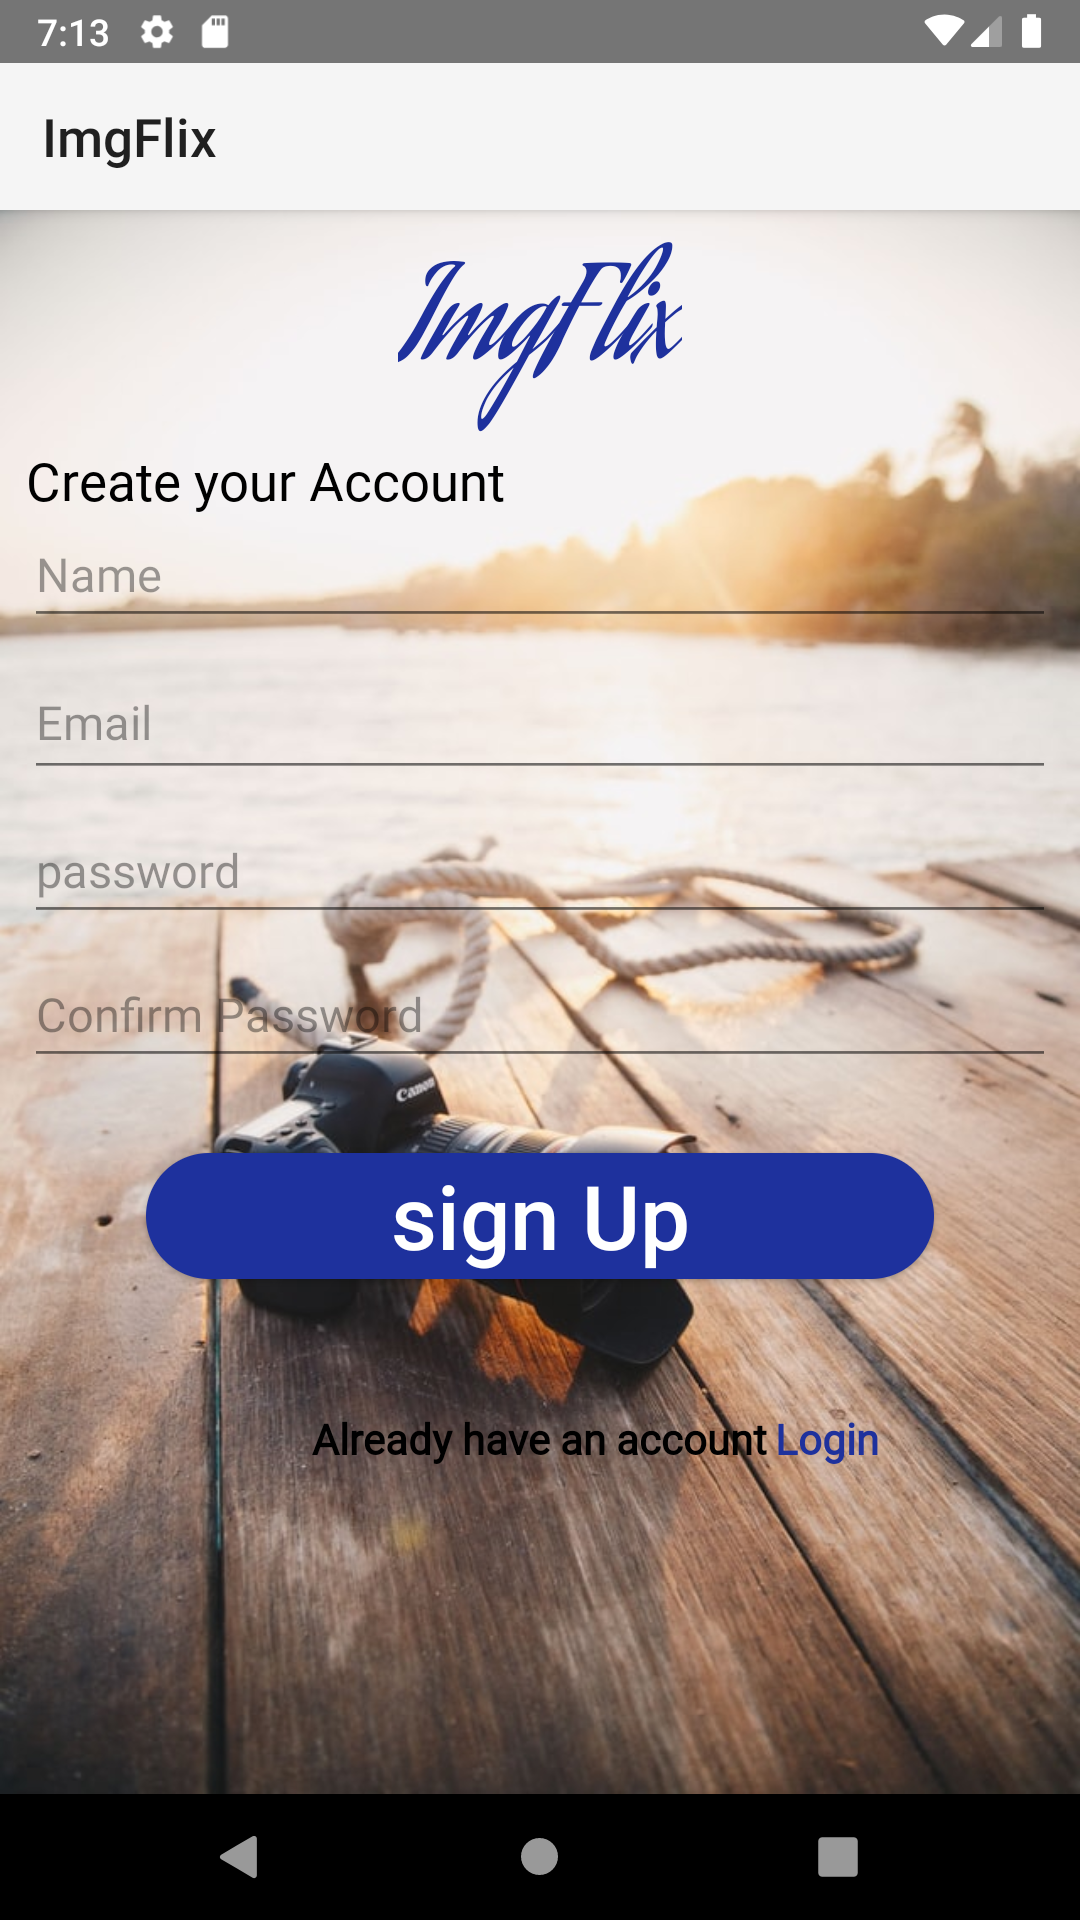 7:13
ImgFlix
ImgFlix
Create your Account
Name
Email
password
Confirm Password
Canon
sign Up
Already have an account Login